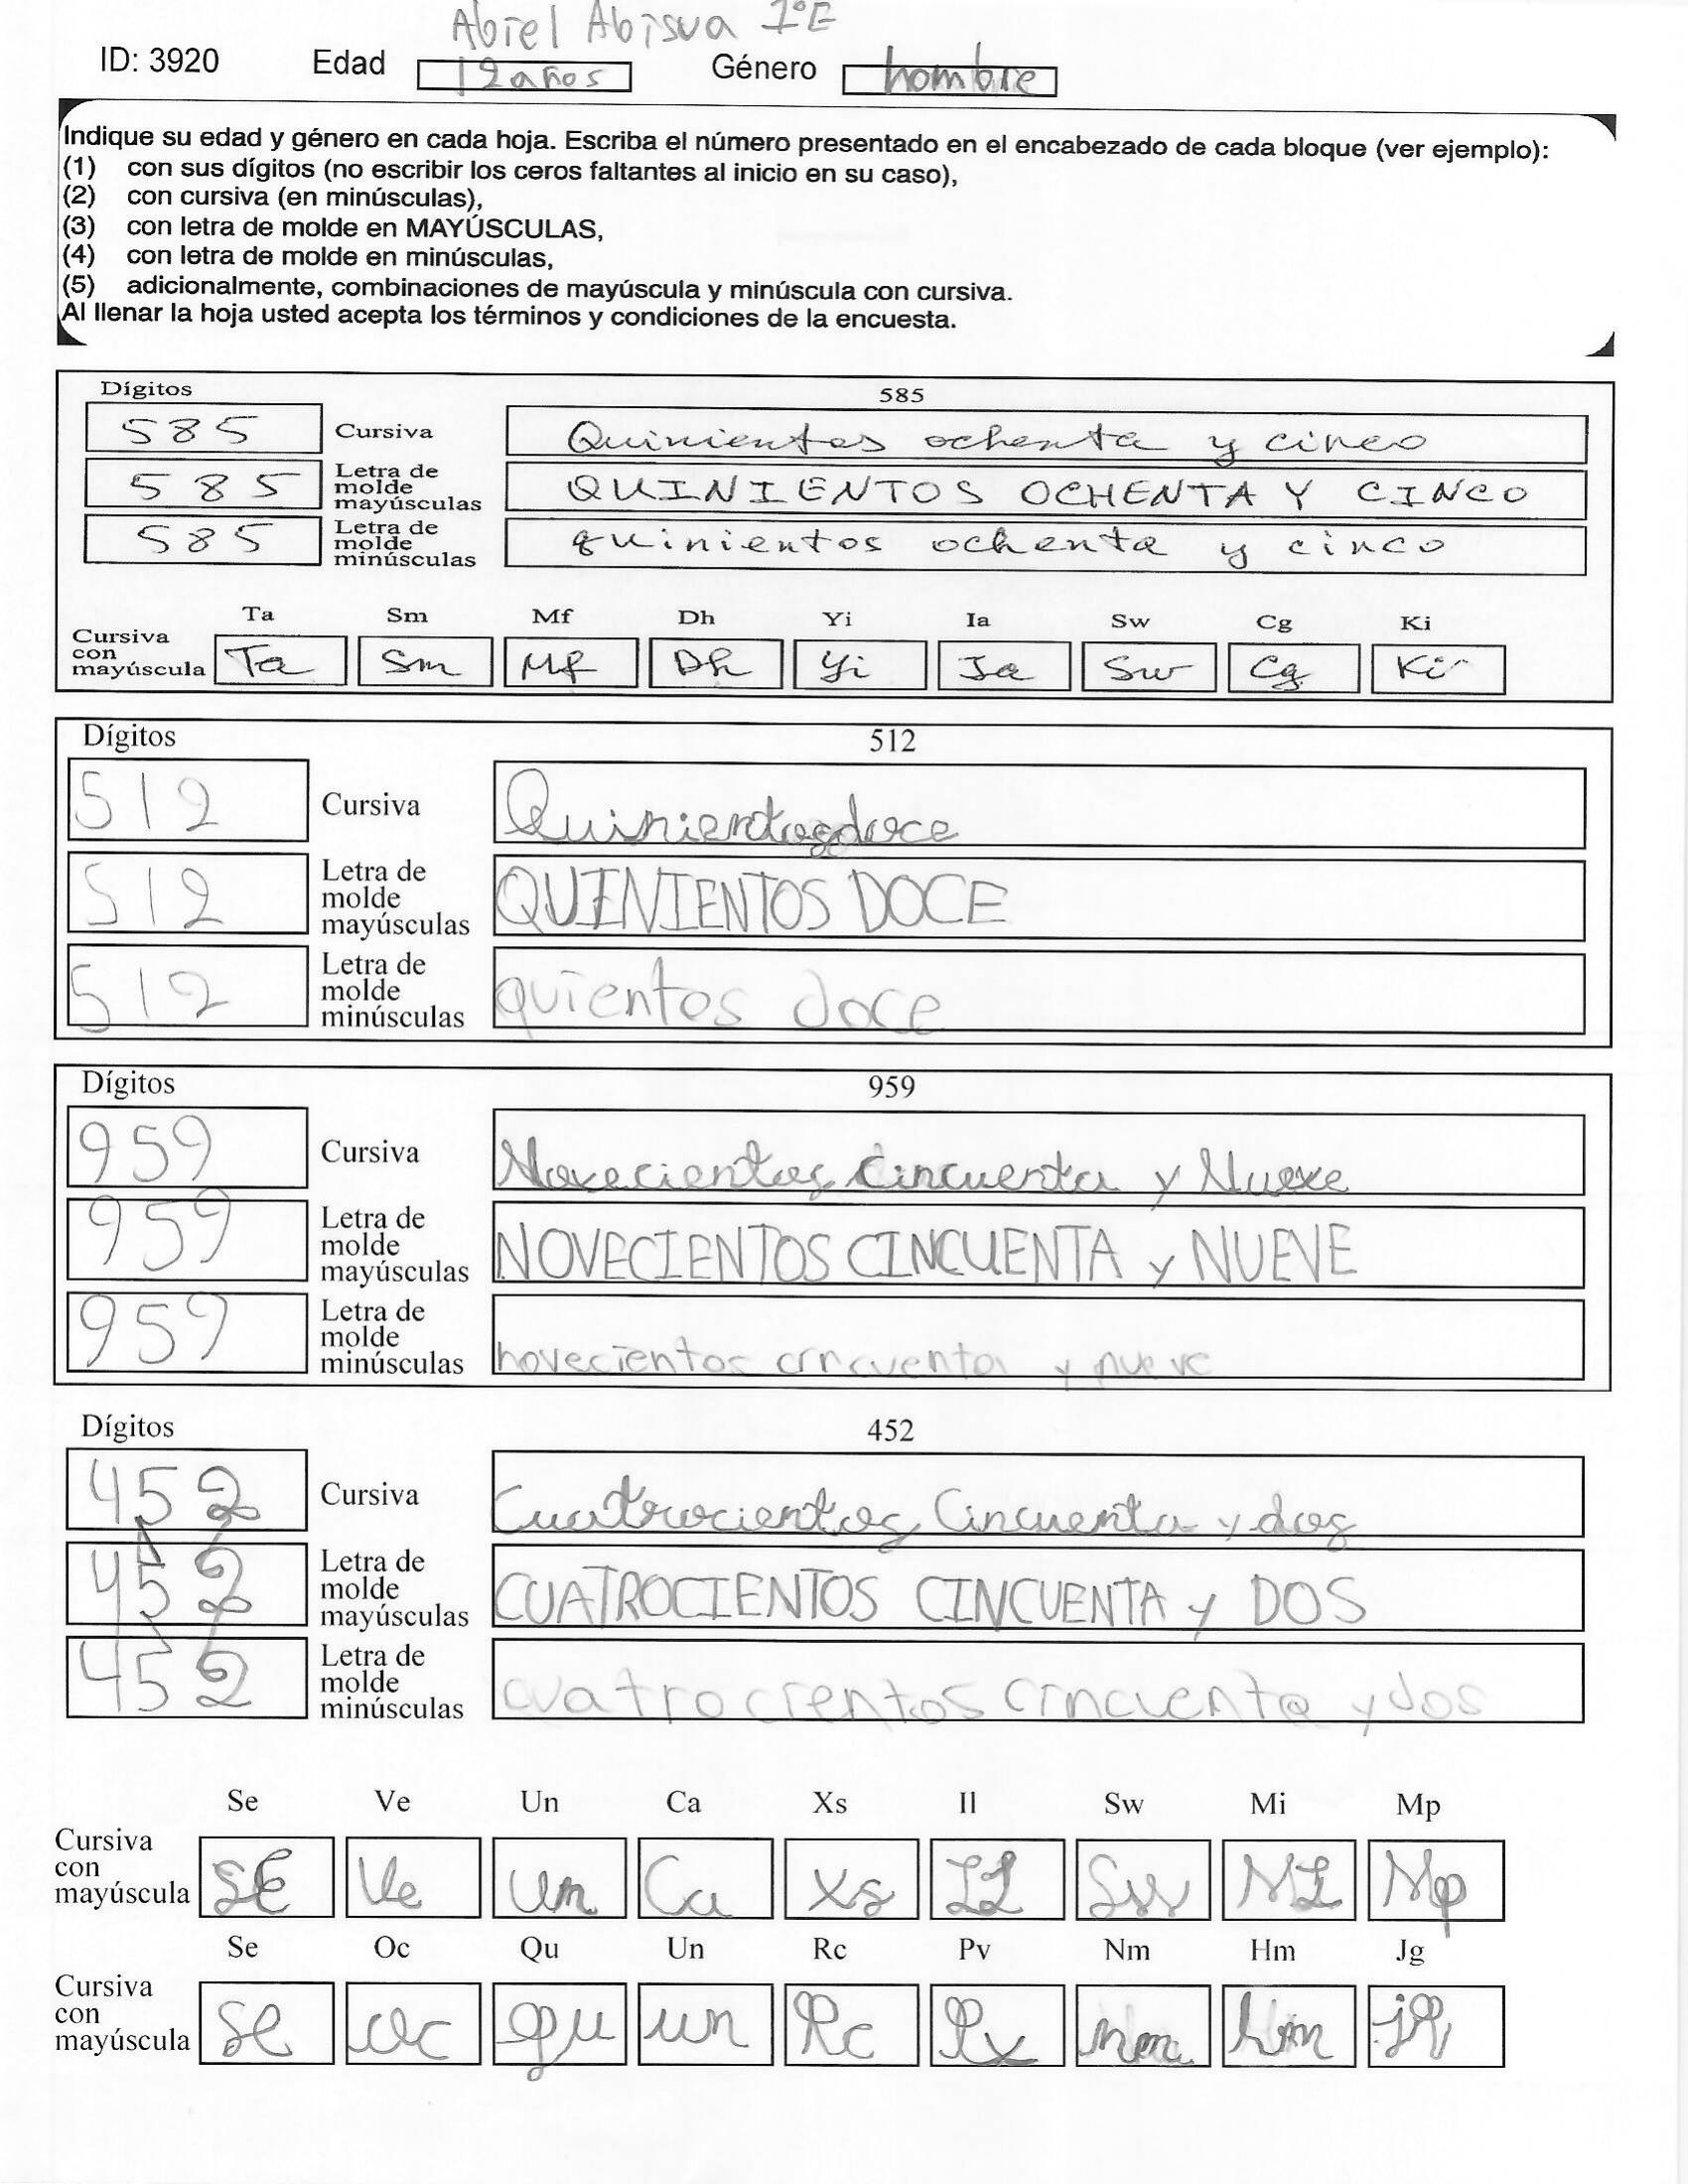 Abiel Abisua 1°E
ID: 3920 Edad 12 años Género hombre
Indique su edad y género en cada hoja. Escriba el número presentado en el encabezado de cada bloque (ver ejemplo):
(1) con sus dígitos (no escribir los ceros faltantes al inicio en su caso),
(2) con cursiva (en minúsculas),
(3) con letra de molde en MAYÚSCULAS,
(4) con letra de molde en minúsculas,
(5) adicionalmente, combinaciones de mayúscula y minúscula con cursiva.
Al llenar la hoja usted acepta los términos y condiciones de la encuesta.
Dígitos 585
585 Cursiva Quinientos ochenta y cinco
585 Letra de molde mayúsculas QUINIENTOS OCHENTA Y CINCO
585 Letra de molde minúsculas quinientos ochenta y cinco
Ta Sm Mf Dh Yi Ia Sw Cg Ki
Cursiva con mayúscula Ta Sm Mf Dh Yi Ia Sw Cg Ki
Dígitos 512
512 Cursiva Quinientos doce
512 Letra de molde mayúsculas QUINIENTOS DOCE
512 Letra de molde minúsculas quientos doce
Dígitos 959
959 Cursiva Novecientos Cincuenta y Nueve
959 Letra de molde mayúsculas NOVECIENTOS CINCUENTA y NUEVE
959 Letra de molde minúsculas novecientos cincuenta y nueve
Dígitos 452
452 Cursiva Cuatrocientos Cincuenta y dos
452 Letra de molde mayúsculas CUATROCIENTOS CINCUENTA y DOS
452 Letra de molde minúsculas cuatrocientos cincuenta y dos
Se Ve Un Ca Xs Il Sw Mi Mp
Cursiva con mayúscula SE Ve Un Ca Xs IL Sw MI Mp
Se Oc Qu Un Rc Pv Nm Hm Jg
Cursiva con mayúscula Se Oc qu un Rc Pv nm hm jg